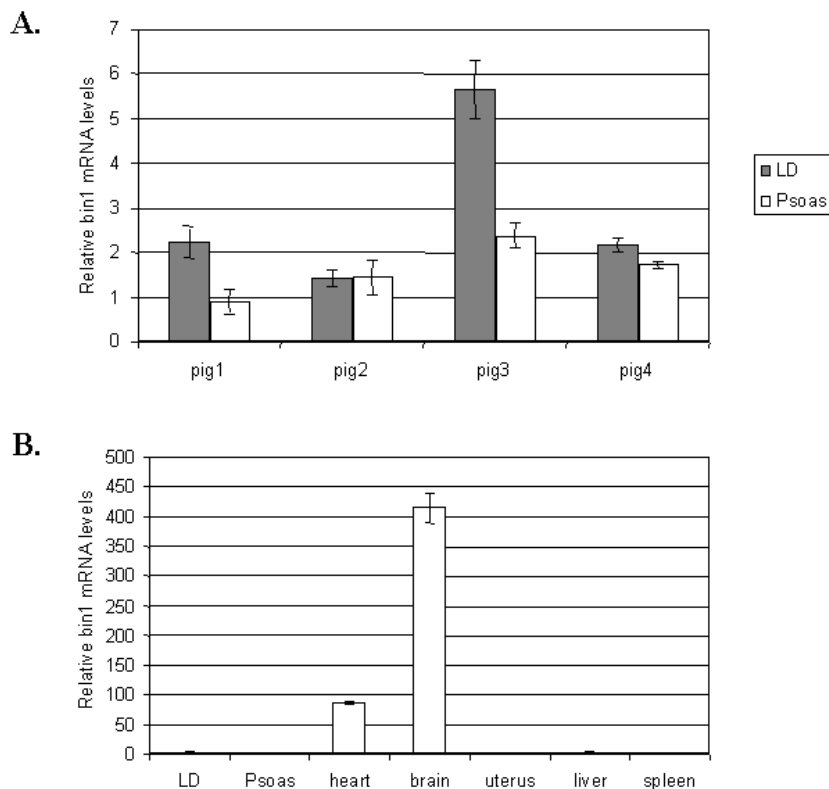 A.
Relative bin1 mRNA levels
7
6
5
4
3
2
1
0
pig1 pig2 pig3 pig4
LD
Psoas
B.
Relative bin1 mRNA levels
500
450
400
350
300
250
200
150
100
50
0
LD Psoas heart brain uterus liver spleen